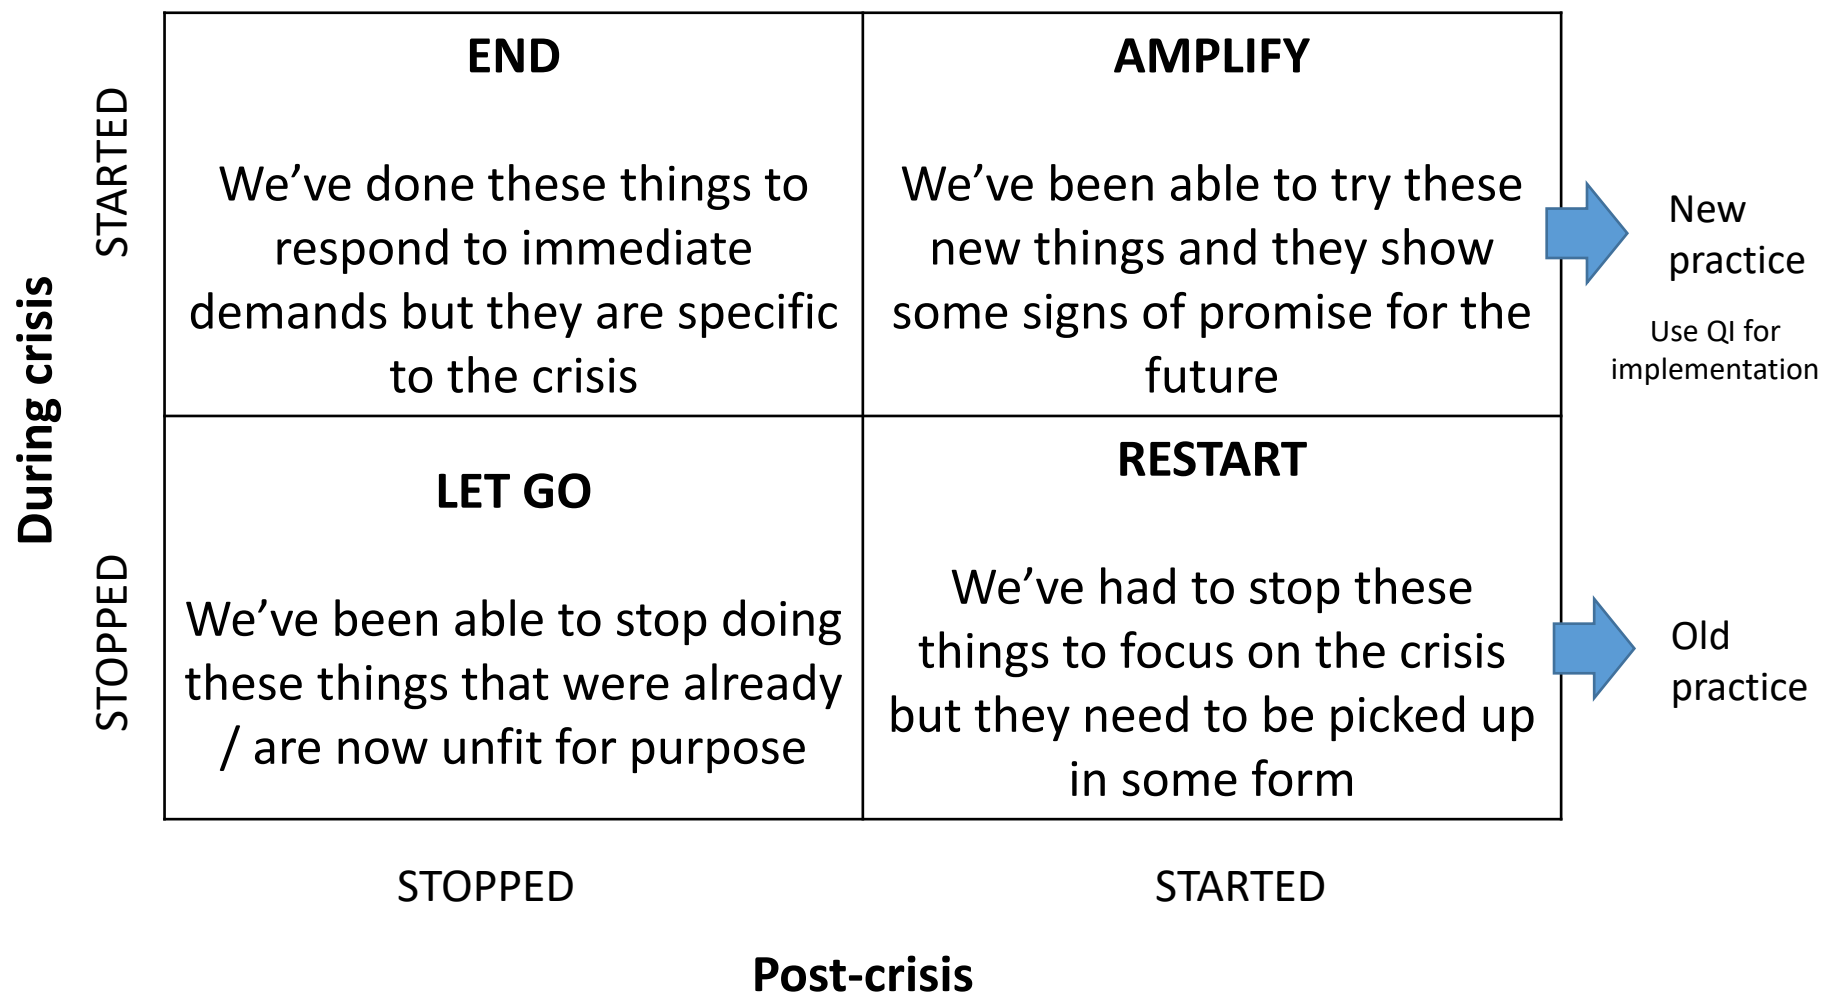 END
We’ve done these things to
respond to immediate
demands but they are specific
to the crisis
AMPLIFY
We’ve been able to try these
new things and they show
some signs of promise for the
future
New
practice
Use QI for
implementation
LET GO
We’ve been able to stop doing
these things that were already
/ are now unfit for purpose
RESTART
We’ve had to stop these
things to focus on the crisis
but they need to be picked up
in some form
Old
practice
During crisis
STARTED
STOPPED
STOPPED
STARTED
Post-crisis